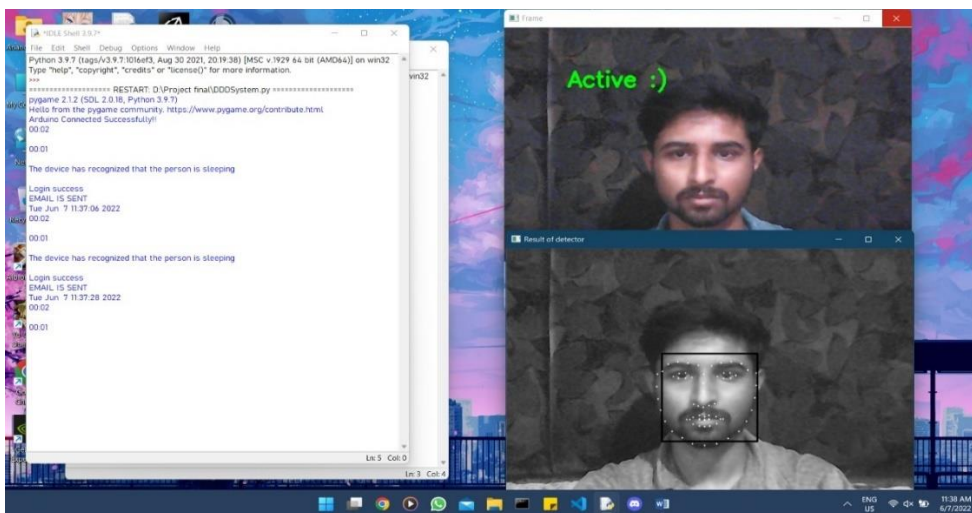 *IDLE Shell 3.9.7*
File Edit Shell Debug Options Window Help
Python 3.9.7 (tags/v3.9.7:1016ef3, Aug 30 2021, 20:19:38) [MSC v.1929 64 bit (AMD64)] on win32
Type "help", "copyright", "credits" or "license()" for more information.
>>>
==================== RESTART: D:\Project final\DDDSystem.py ====================
pygame 2.1.2 (SDL 2.0.18, Python 3.9.7)
Hello from the pygame community. https://www.pygame.org/contribute.html
Arduino Connected Successfully!!
00:02
00:01
The device has recognized that the person is sleeping
Login success
EMAIL IS SENT
Tue Jun 7 11:37:06 2022
00:02
00:01
The device has recognized that the person is sleeping
Login success
EMAIL IS SENT
Tue Jun 7 11:37:28 2022
00:02
00:01
Ln: 5 Col: 0
win32
Ln: 3 Col: 4
Frame
Active :)
Result of detector
ENG
US
11:38 AM
6/7/2022